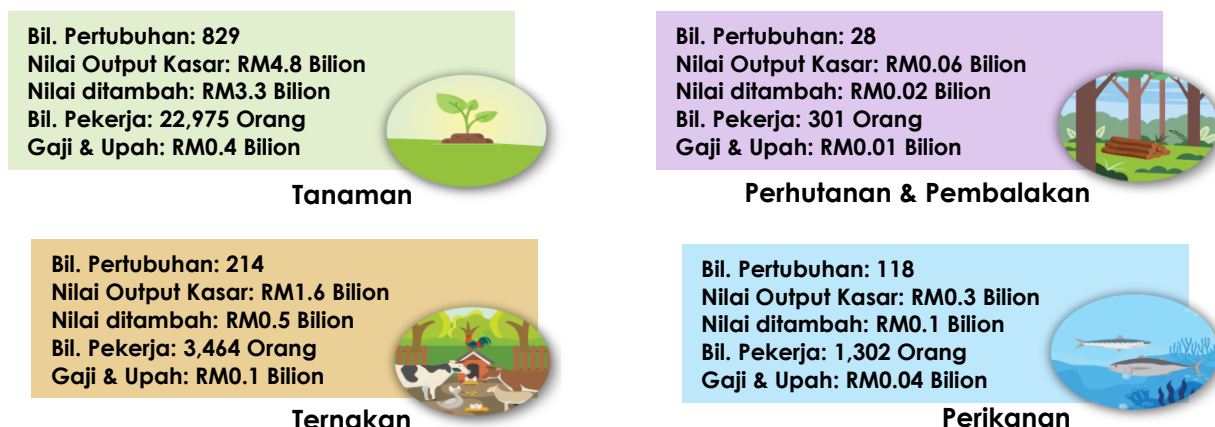 Bil. Pertubuhan: 829
Nilai Output Kasar: RM4.8 Bilion
Nilai ditambah: RM3.3 Bilion
Bil. Pekerja: 22,975 Orang
Gaji & Upah: RM0.4 Bilion
Tanaman
Bil. Pertubuhan: 28
Nilai Output Kasar: RM0.06 Bilion
Nilai ditambah: RM0.02 Bilion
Bil. Pekerja: 301 Orang
Gaji & Upah: RM0.01 Bilion
Perhutanan & Pembalakan
Bil. Pertubuhan: 214
Nilai Output Kasar: RM1.6 Bilion
Nilai ditambah: RM0.5 Bilion
Bil. Pekerja: 3,464 Orang
Gaji & Upah: RM0.1 Bilion
Ternakan
Bil. Pertubuhan: 118
Nilai Output Kasar: RM0.3 Bilion
Nilai ditambah: RM0.1 Bilion
Bil. Pekerja: 1,302 Orang
Gaji & Upah: RM0.04 Bilion
Perikanan